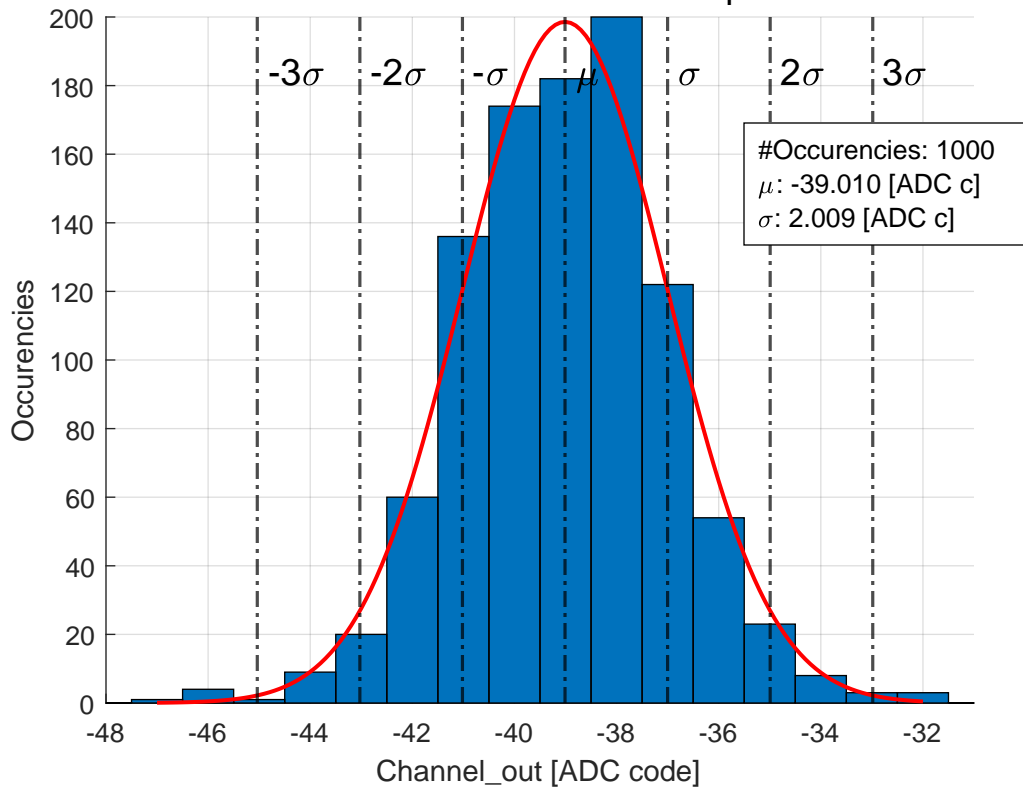 200
180
160
140
120
100
80
60
40
20
0
Occurencies
-3σ -2σ -σ μ σ 2σ 3σ
#Occurencies: 1000
μ: -39.010 [ADC c]
σ: 2.009 [ADC c]
-48 -46 -44 -42 -40 -38 -36 -34 -32
Channel_out [ADC code]